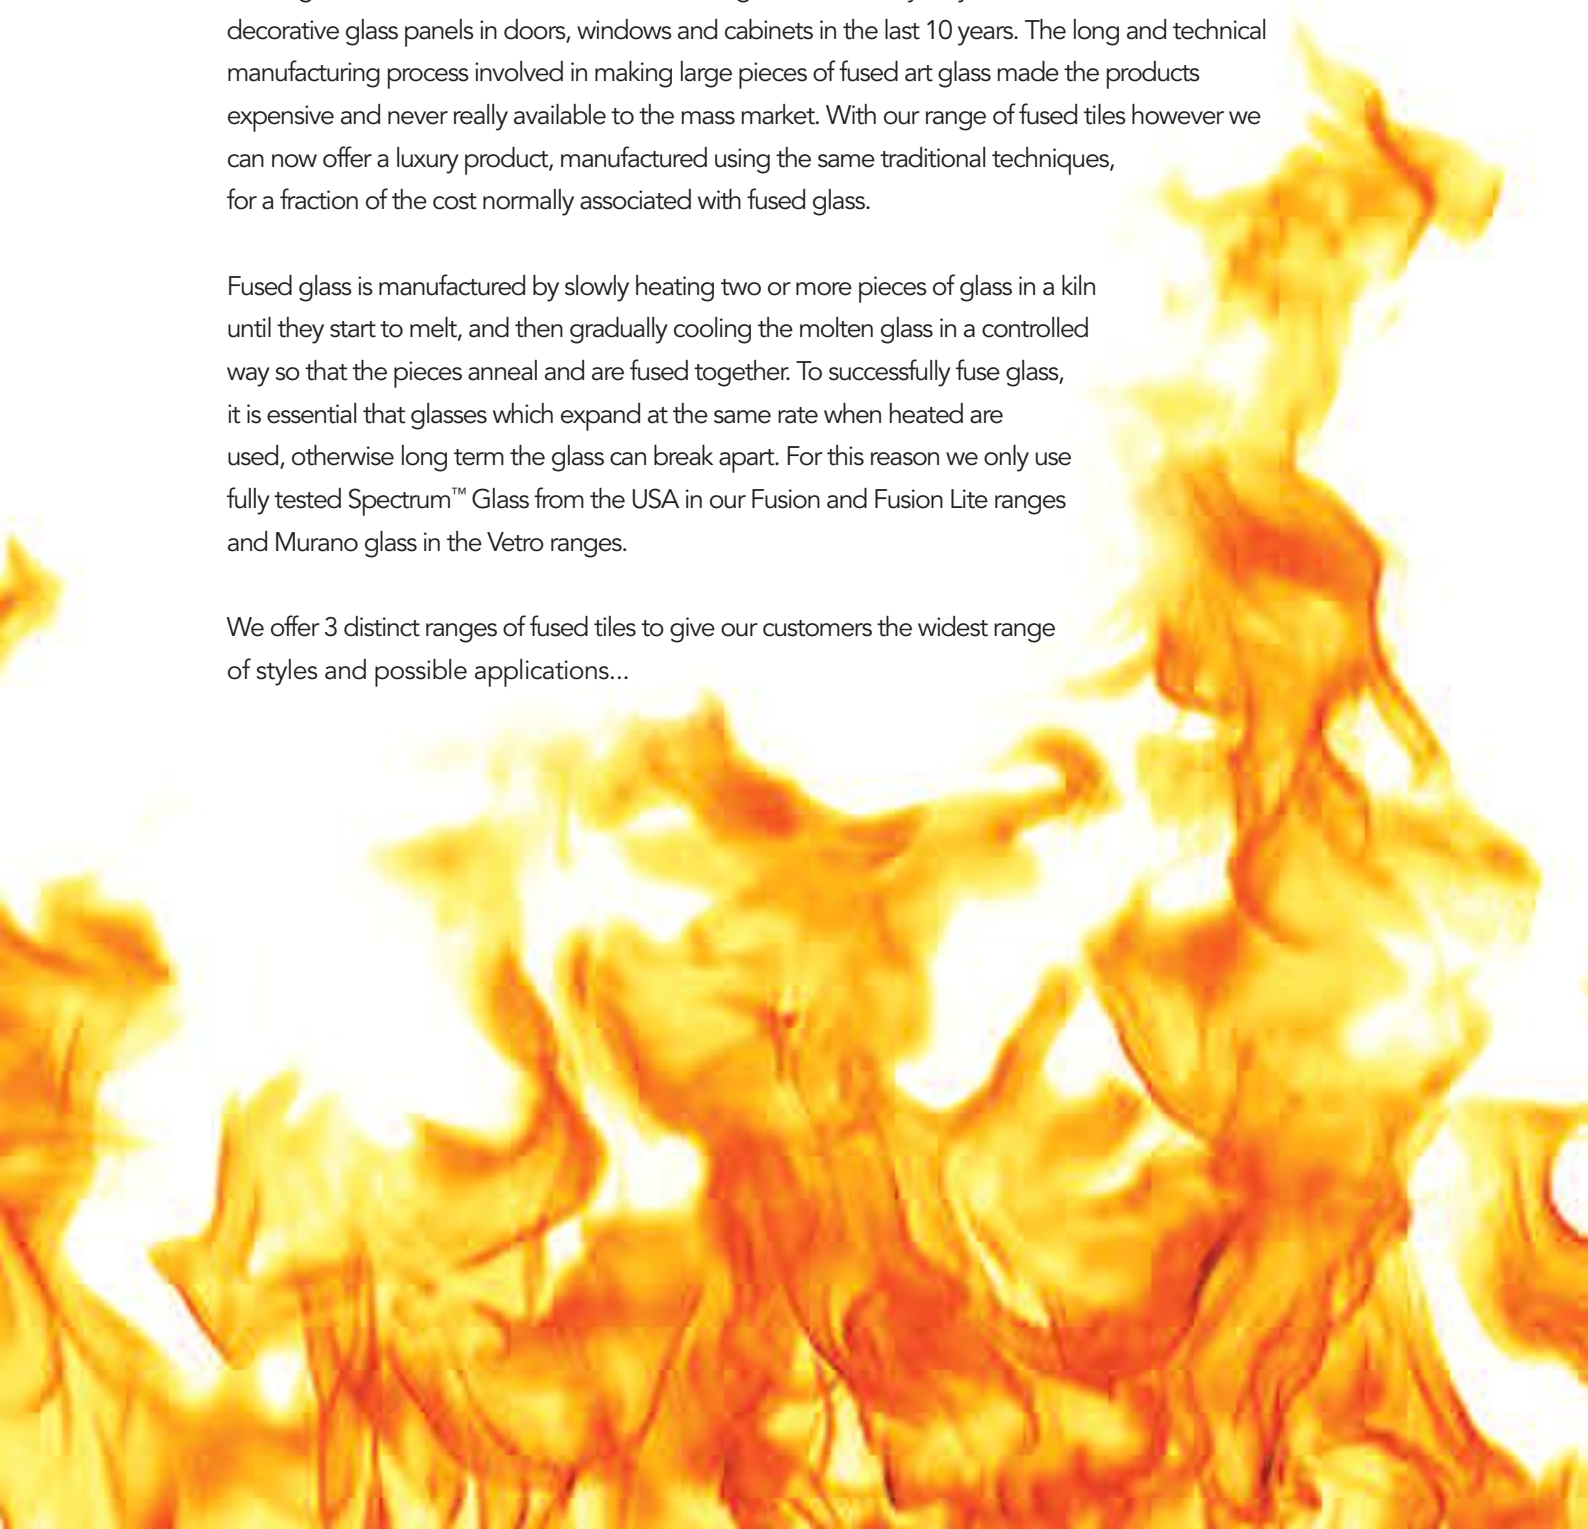 decorative glass panels in doors, windows and cabinets in the last 10 years. The long and technical
manufacturing process involved in making large pieces of fused art glass made the products
expensive and never really available to the mass market. With our range of fused tiles however we
can now offer a luxury product, manufactured using the same traditional techniques,
for a fraction of the cost normally associated with fused glass.
Fused glass is manufactured by slowly heating two or more pieces of glass in a kiln
until they start to melt, and then gradually cooling the molten glass in a controlled
way so that the pieces anneal and are fused together. To successfully fuse glass,
it is essential that glasses which expand at the same rate when heated are
used, otherwise long term the glass can break apart. For this reason we only use
fully tested Spectrum™ Glass from the USA in our Fusion and Fusion Lite ranges
and Murano glass in the Vetro ranges.
We offer 3 distinct ranges of fused tiles to give our customers the widest range
of styles and possible applications...